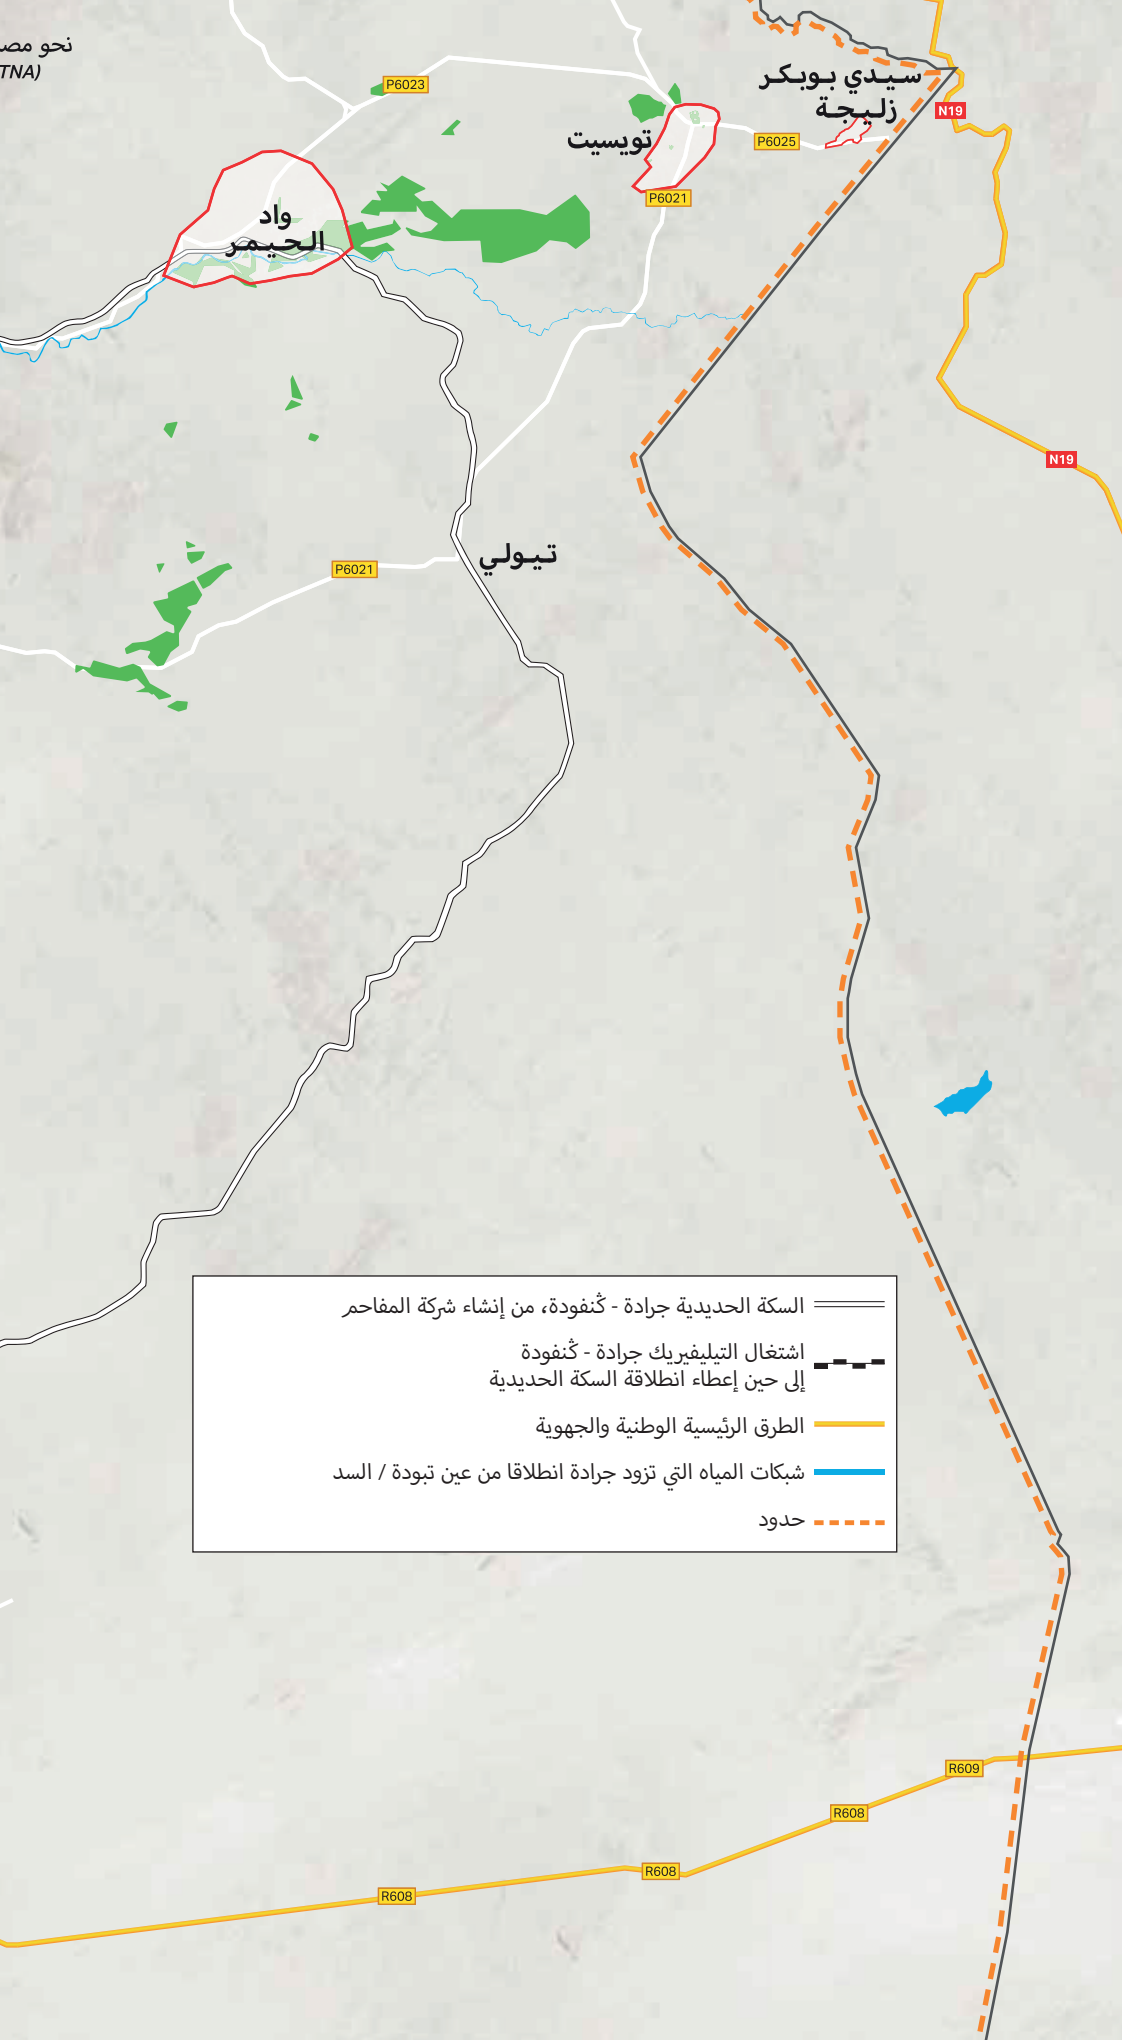 نحو مصـ
TNA)
P6023
سيدي بوبكر
زليجة
N19
تويسيت
P6025
P6021
واد
الحيمر
N19
تيولي
P6021
السكة الحديدية جرادة - ݣنفودة، من إنشاء شركة المفاحم
اشتغال التيليفيريك جرادة - ݣنفودة
إلى حين إعطاء انطلاقة السكة الحديدية
الطرق الرئيسية الوطنية والجهوية
شبكات المياه التي تزود جرادة انطلاقا من عين تبودة / السد
حدود
R609
R608
R608
R608